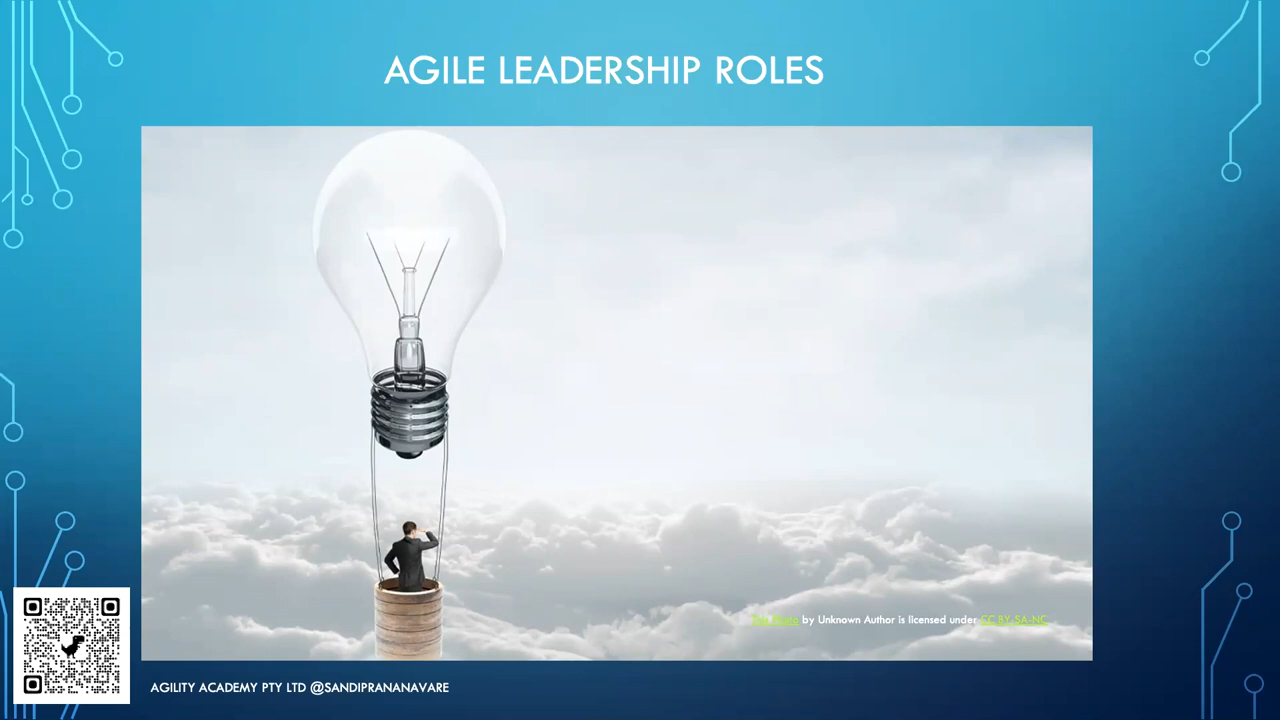 AGILE LEADERSHIP ROLES
This Photo by Unknown Author is licensed under CC BY-SA-NC
AGILITY ACADEMY PTY LTD @SANDIPRANANAVARE